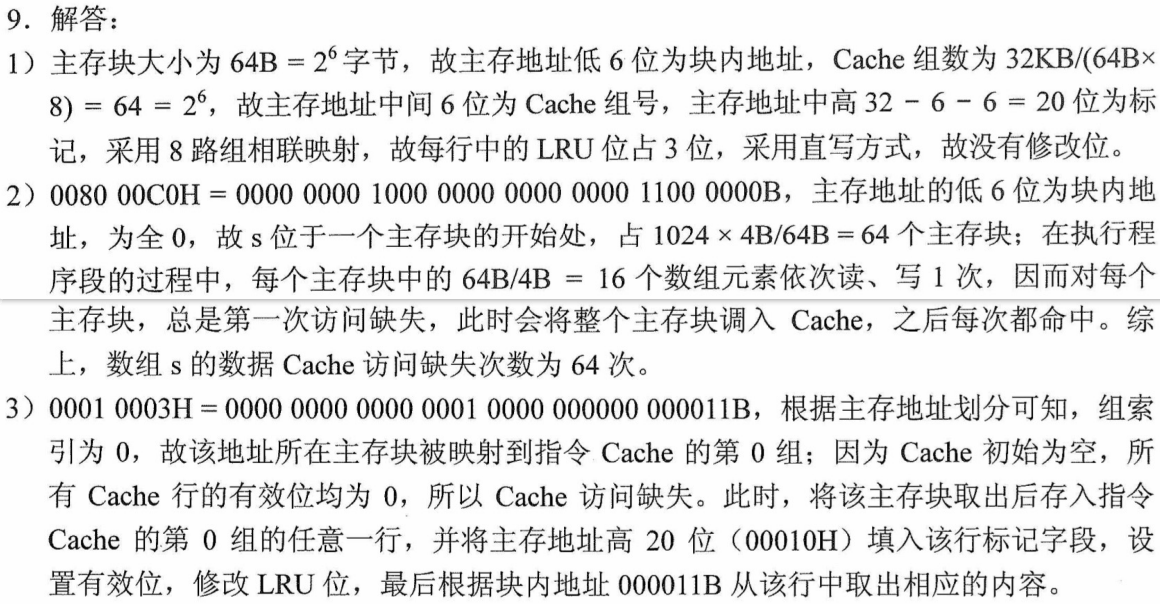 9．解答：
1）主存块大小为 64B = 2⁶ 字节，故主存地址低 6 位为块内地址，Cache 组数为 32KB/(64B×
8) = 64 = 2⁶，故主存地址中间 6 位为 Cache 组号，主存地址中高 32 − 6 − 6 = 20 位为标
记，采用 8 路组相联映射，故每行中的 LRU 位占 3 位，采用直写方式，故没有修改位。
2）0080 00C0H = 0000 0000 1000 0000 0000 0000 1100 0000B，主存地址的低 6 位为块内地
址，为全 0，故 s 位于一个主存块的开始处，占 1024 × 4B/64B = 64 个主存块；在执行程
序段的过程中，每个主存块中的 64B/4B = 16 个数组元素依次读、写 1 次，因而对每个
主存块，总是第一次访问缺失，此时会将整个主存块调入 Cache，之后每次都命中。综
上，数组 s 的数据 Cache 访问缺失次数为 64 次。
3）0001 0003H = 0000 0000 0000 0001 0000 000000 000011B，根据主存地址划分可知，组索
引为 0，故该地址所在主存块被映射到指令 Cache 的第 0 组；因为 Cache 初始为空，所
有 Cache 行的有效位均为 0，所以 Cache 访问缺失。此时，将该主存块取出后存入指令
Cache 的第 0 组的任意一行，并将主存地址高 20 位（00010H）填入该行标记字段，设
置有效位，修改 LRU 位，最后根据块内地址 000011B 从该行中取出相应的内容。